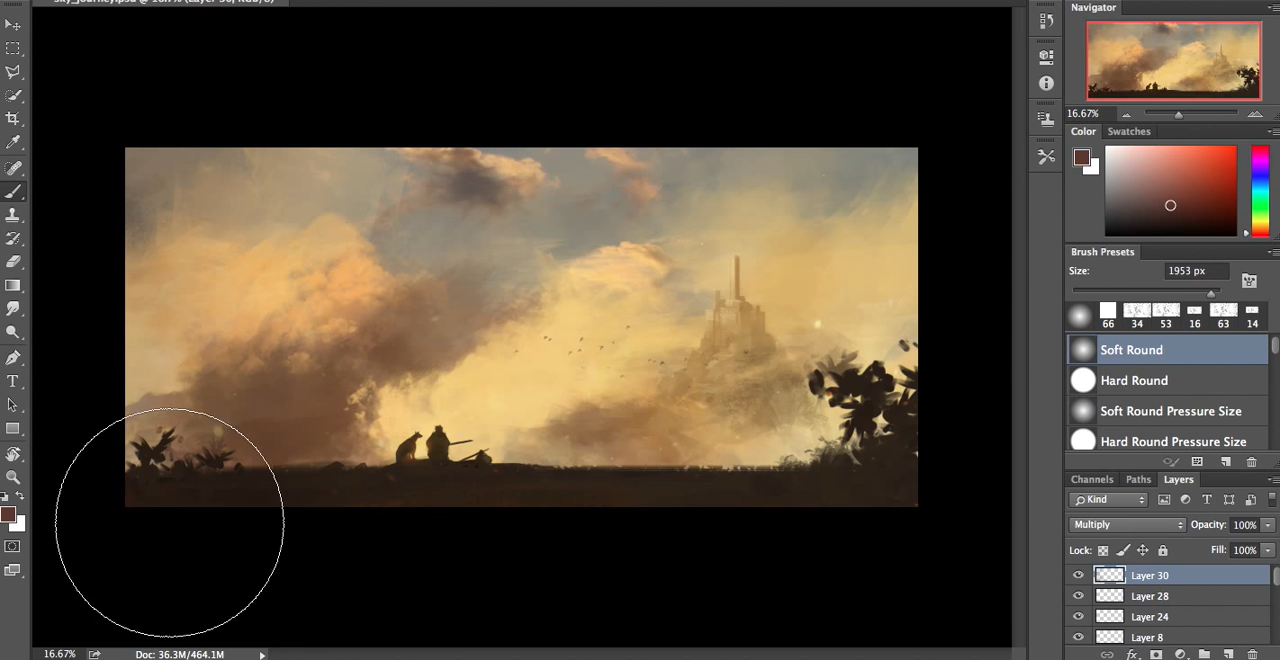 Navigator
16.67%
Color Swatches
Brush Presets
Size: 1953 px
66 34 53 16 63 14
Soft Round
Hard Round
Soft Round Pressure Size
Hard Round Pressure Size
Channels Paths Layers
Kind
Multiply Opacity: 100%
Lock: Fill: 100%
Layer 30
Layer 28
Layer 24
Layer 8
T
16.67% Doc: 36.3M/464.1M